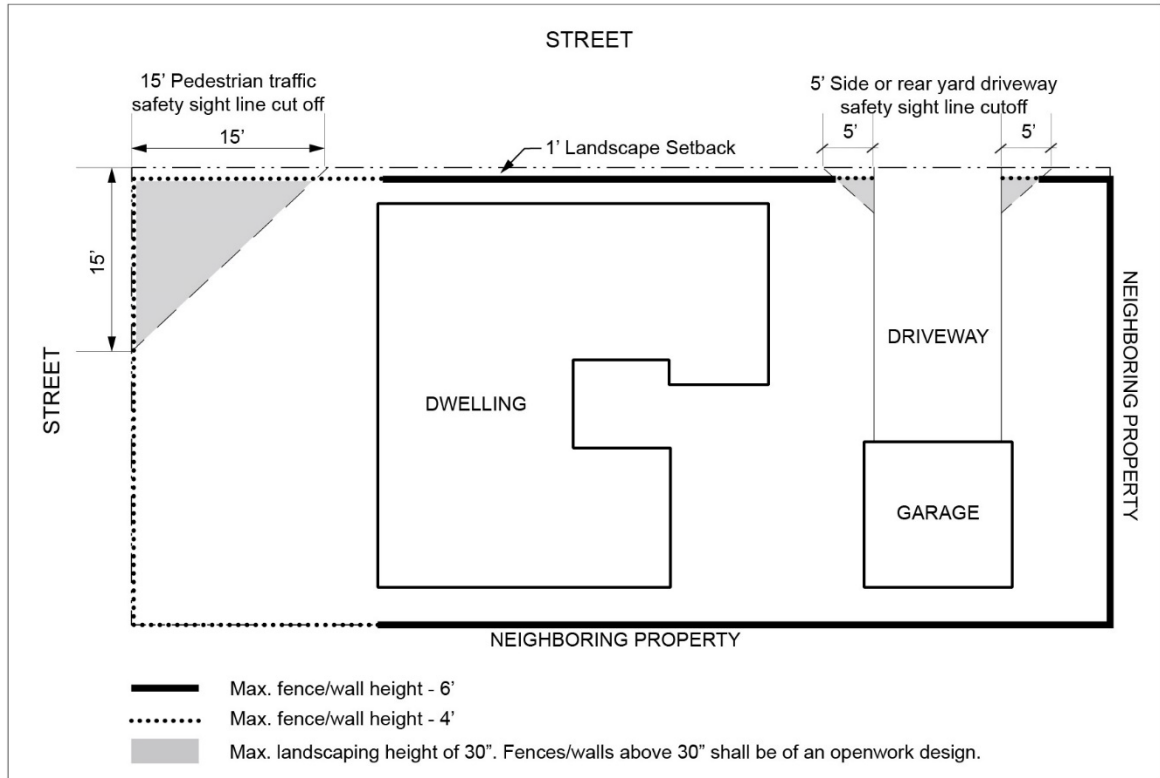 STREET
15’ Pedestrian traffic
safety sight line cut off
15’
5’ Side or rear yard driveway
safety sight line cutoff
5’
5’
1’ Landscape Setback
15’
STREET
DWELLING
DRIVEWAY
GARAGE
NEIGHBORING PROPERTY
NEIGHBORING PROPERTY
Max. fence/wall height - 6’
Max. fence/wall height - 4’
Max. landscaping height of 30”. Fences/walls above 30” shall be of an openwork design.